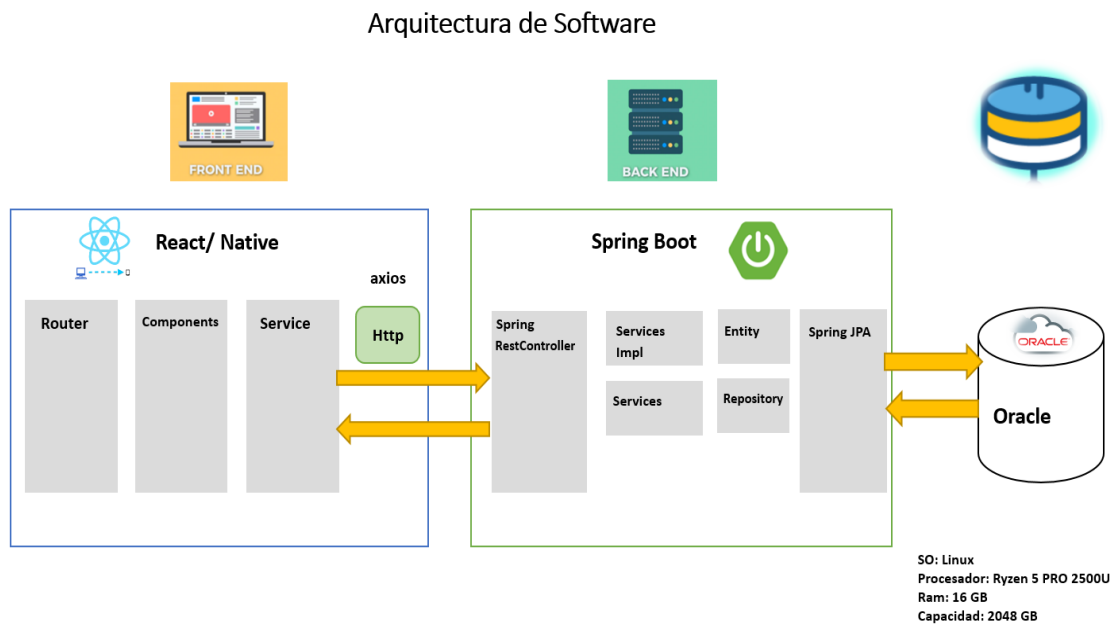 Arquitectura de Software
FRONT END
BACK END
React/ Native
Spring Boot
axios
Router
Components
Service
Http
Spring
RestController
Services
Impl
Services
Entity
Repository
Spring JPA
ORACLE
Oracle
SO: Linux
Procesador: Ryzen 5 PRO 2500U
Ram: 16 GB
Capacidad: 2048 GB